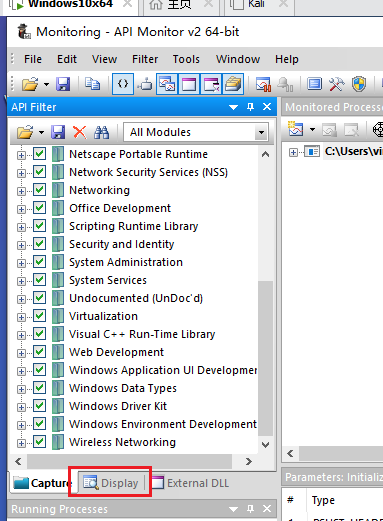 Windows10x64
主页
Kali
Monitoring - API Monitor v2 64-bit
File Edit View Filter Tools Window Help
API Filter
Monitored Processe
All Modules
C:\Users\vi
Netscape Portable Runtime
Network Security Services (NSS)
Networking
Office Development
Scripting Runtime Library
Security and Identity
System Administration
System Services
Undocumented (UnDoc'd)
Virtualization
Visual C++ Run-Time Library
Web Development
Windows Application UI Developmer
Windows Data Types
Windows Driver Kit
Windows Environment Development
Wireless Networking
Capture Display External DLL
Parameters: Initializ
Running Processes
# Type